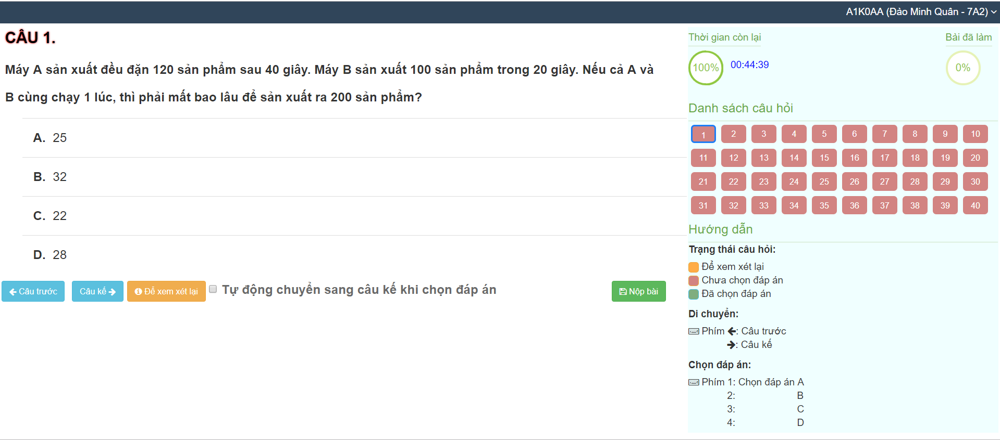 A1K0AA (Đào Minh Quân - 7A2)
CÂU 1.
Máy A sản xuất đều đặn 120 sản phẩm sau 40 giây. Máy B sản xuất 100 sản phẩm trong 20 giây. Nếu cả A và
B cùng chạy 1 lúc, thì phải mất bao lâu để sản xuất ra 200 sản phẩm?
A. 25
B. 32
C. 22
D. 28
Câu trước
Câu kế
Để xem xét lại
Tự động chuyển sang câu kế khi chọn đáp án
Nộp bài
Thời gian còn lại
Bài đã làm
100%
00:44:39
0%
Danh sách câu hỏi
1 2 3 4 5 6 7 8 9 10
11 12 13 14 15 16 17 18 19 20
21 22 23 24 25 26 27 28 29 30
31 32 33 34 35 36 37 38 39 40
Hướng dẫn
Trạng thái câu hỏi:
Để xem xét lại
Chưa chọn đáp án
Đã chọn đáp án
Di chuyển:
Phím ←: Câu trước
→: Câu kế
Chọn đáp án:
Phím 1: Chọn đáp án A
2: B
3: C
4: D